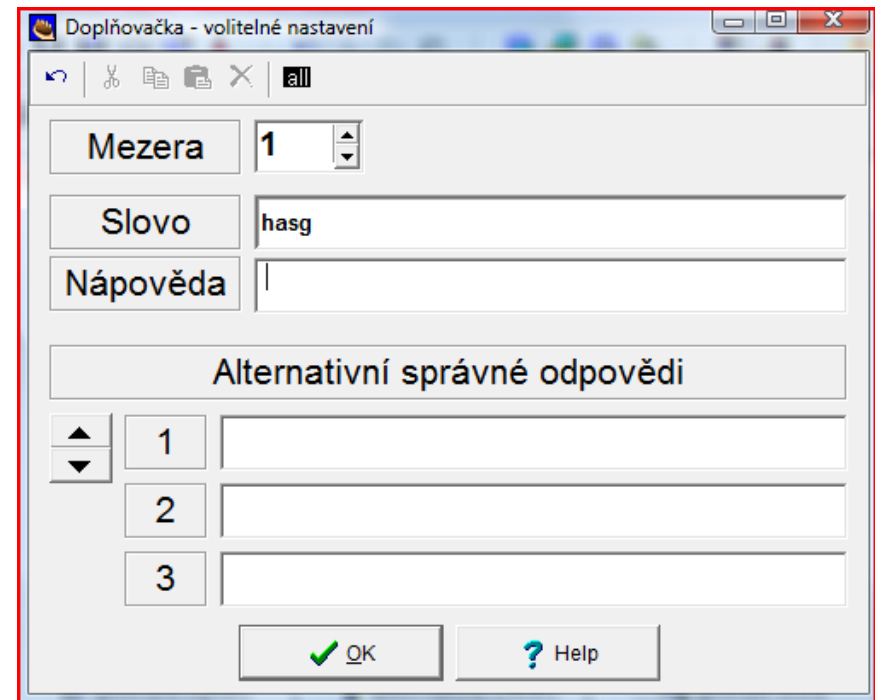 Doplňovačka - volitelné nastavení
all
Mezera 1
Slovo hasg
Nápověda
Alternativní správné odpovědi
1
2
3
OK ? Help